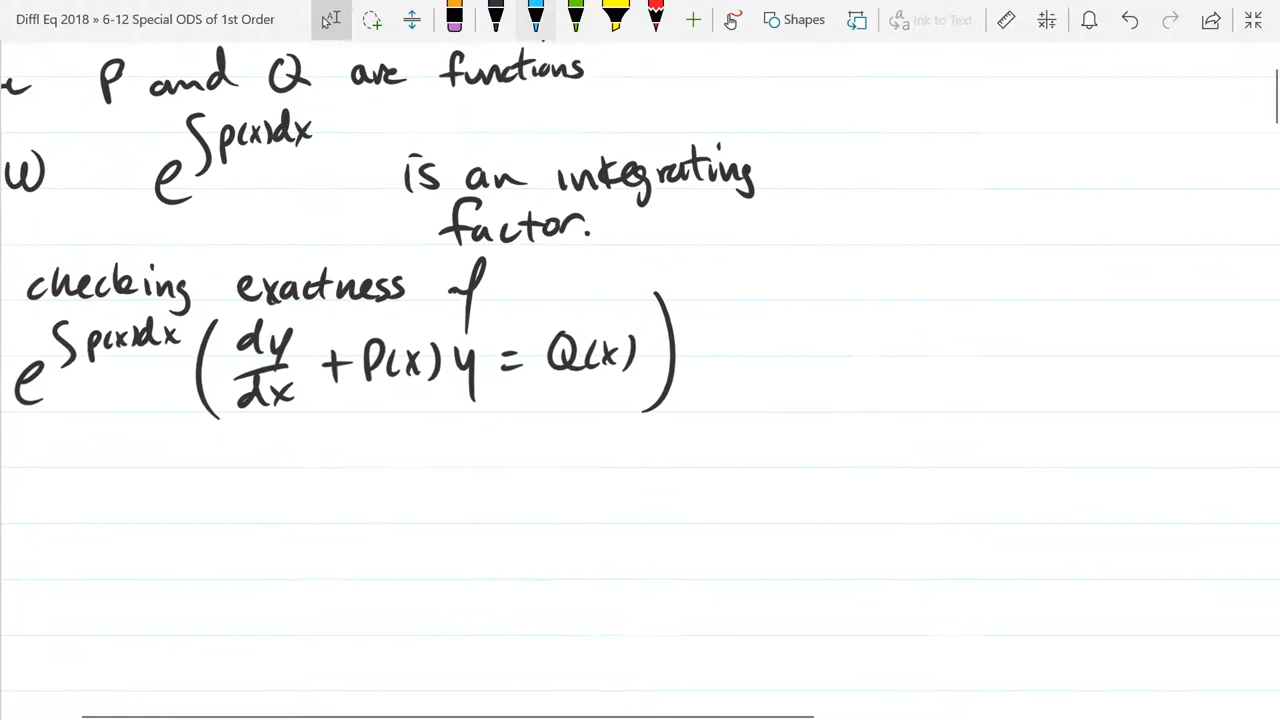 Diffl Eq 2018 » 6-12 Special ODS of 1st Order
Shapes
Ink to Text
P and Q are functions
e^∫p(x)dx is an integrating
factor.
checking exactness of
e^∫p(x)dx ( dy/dx + P(x) y = Q(x) )